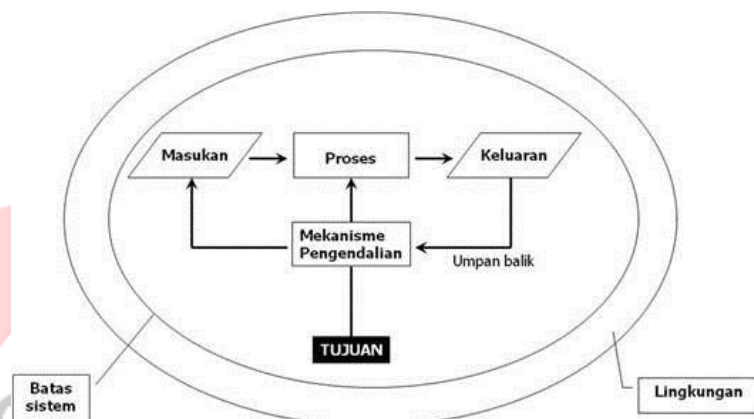 Masukan
Proses
Keluaran
Mekanisme
Pengendalian
Umpan balik
TUJUAN
Batas
sistem
Lingkungan